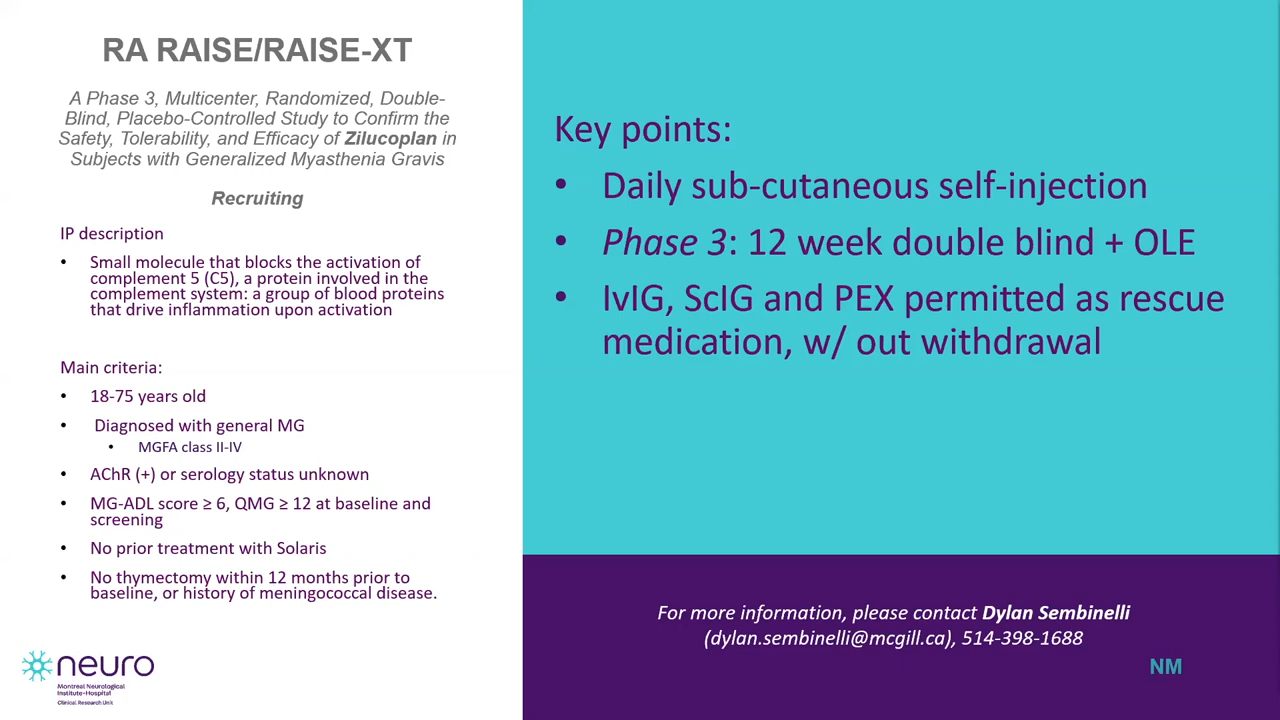 RA RAISE/RAISE-XT
A Phase 3, Multicenter, Randomized, Double-
Blind, Placebo-Controlled Study to Confirm the
Safety, Tolerability, and Efficacy of Zilucoplan in
Subjects with Generalized Myasthenia Gravis
Recruiting
IP description
• Small molecule that blocks the activation of
complement 5 (C5), a protein involved in the
complement system: a group of blood proteins
that drive inflammation upon activation
Main criteria:
• 18-75 years old
• Diagnosed with general MG
• MGFA class II-IV
• AChR (+) or serology status unknown
• MG-ADL score ≥ 6, QMG ≥ 12 at baseline and
screening
• No prior treatment with Solaris
• No thymectomy within 12 months prior to
baseline, or history of meningococcal disease.
neuro
Montreal Neurological
Institute-Hospital
Clinical Research Unit
Key points:
• Daily sub-cutaneous self-injection
• Phase 3: 12 week double blind + OLE
• IvIG, ScIG and PEX permitted as rescue
medication, w/ out withdrawal
For more information, please contact Dylan Sembinelli
(dylan.sembinelli@mcgill.ca), 514-398-1688
NM